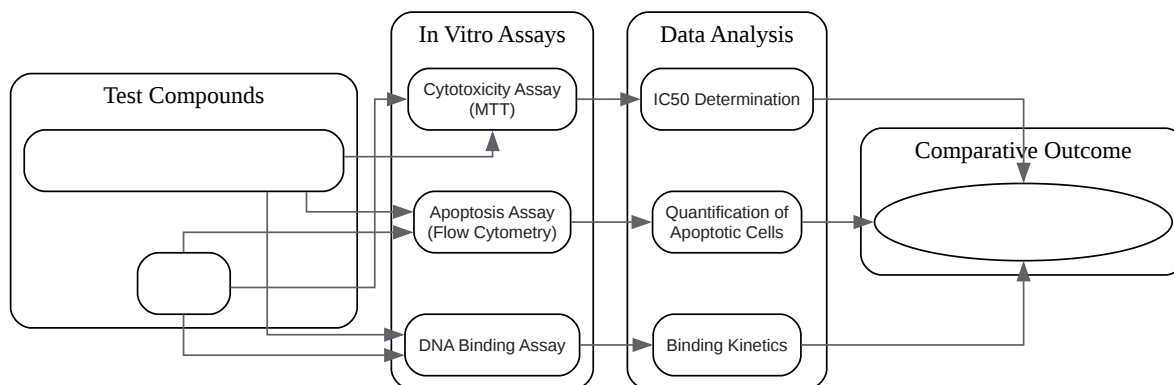 Test Compounds
In Vitro Assays
Cytotoxicity Assay
(MTT)
Apoptosis Assay
(Flow Cytometry)
DNA Binding Assay
Data Analysis
IC50 Determination
Quantification of
Apoptotic Cells
Binding Kinetics
Comparative Outcome